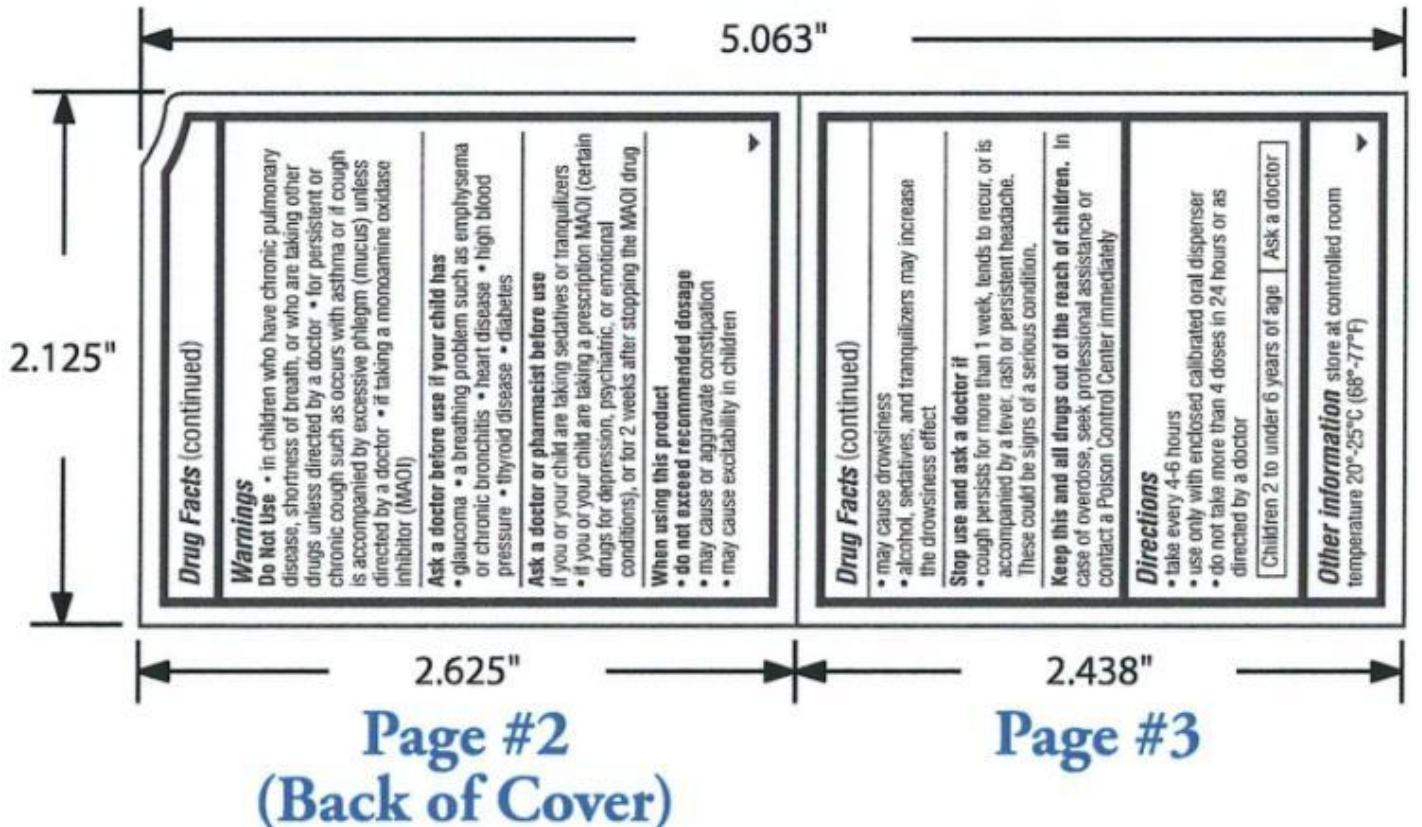 5.063"
2.125"
Drug Facts (continued)
Warnings
Do Not Use • in children who have chronic pulmonary
disease, shortness of breath, or who are taking other
drugs unless directed by a doctor • for persistent or
chronic cough such as occurs with asthma or if cough
is accompanied by excessive phlegm (mucus) unless
directed by a doctor • if taking a monoamine oxidase
inhibitor (MAOI)
Ask a doctor before use if your child has
• glaucoma • a breathing problem such as emphysema
or chronic bronchitis • heart disease • high blood
pressure • thyroid disease • diabetes
Ask a doctor or pharmacist before use
if you or your child are taking sedatives or tranquilizers
• if you or your child are taking a prescription MAOI (certain
drugs for depression, psychiatric, or emotional
conditions), or for 2 weeks after stopping the MAOI drug
When using this product
• do not exceed recommended dosage
• may cause or aggravate constipation
• may cause excitability in children
Drug Facts (continued)
• may cause drowsiness
• alcohol, sedatives, and tranquilizers may increase
the drowsiness effect
Stop use and ask a doctor if
• cough persists for more than 1 week, tends to recur, or is
accompanied by a fever, rash or persistent headache.
These could be signs of a serious condition.
Keep this and all drugs out of the reach of children. In
case of overdose, seek professional assistance or
contact a Poison Control Center immediately
Directions
• take every 4-6 hours
• use only with enclosed calibrated oral dispenser
• do not take more than 4 doses in 24 hours or as
directed by a doctor
Children 2 to under 6 years of age Ask a doctor
Other information store at controlled room
temperature 20°-25°C (68°-77°F)
2.625"
2.438"
Page #2
(Back of Cover)
Page #3